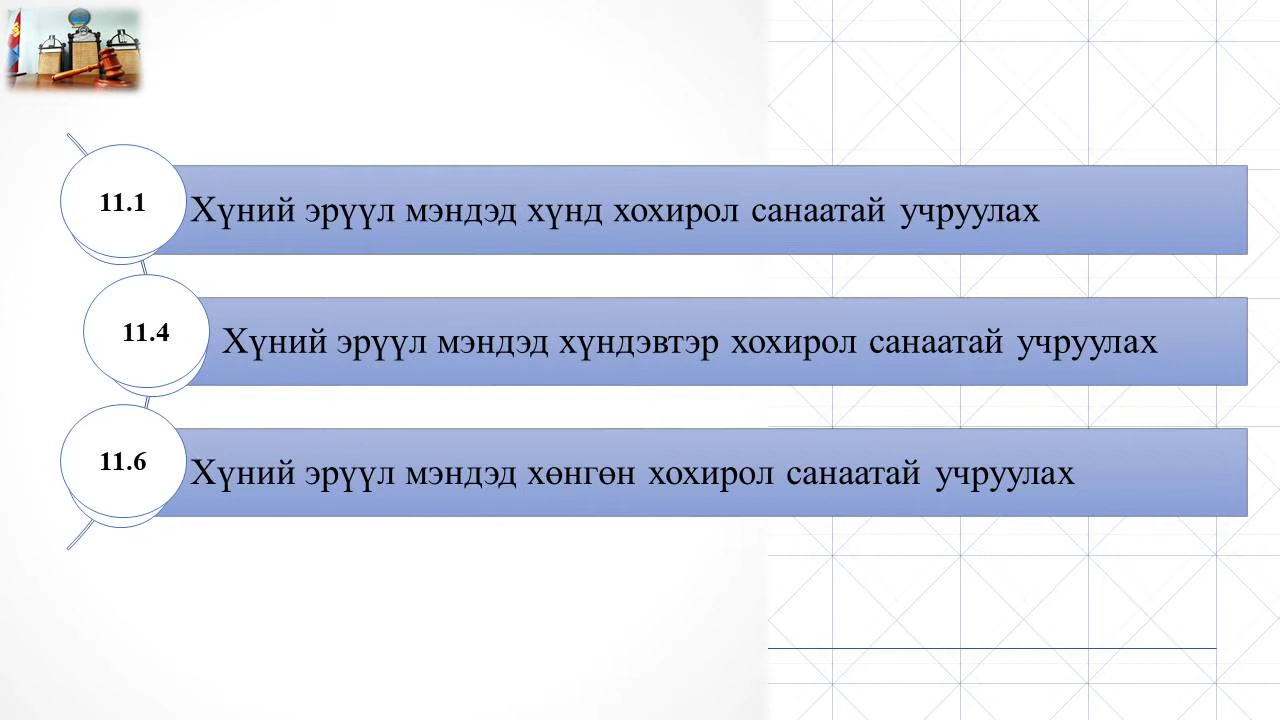 11.1 Хүний эрүүл мэндэд хүнд хохирол санаатай учруулах
11.4 Хүний эрүүл мэндэд хүндэвтэр хохирол санаатай учруулах
11.6 Хүний эрүүл мэндэд хөнгөн хохирол санаатай учруулах